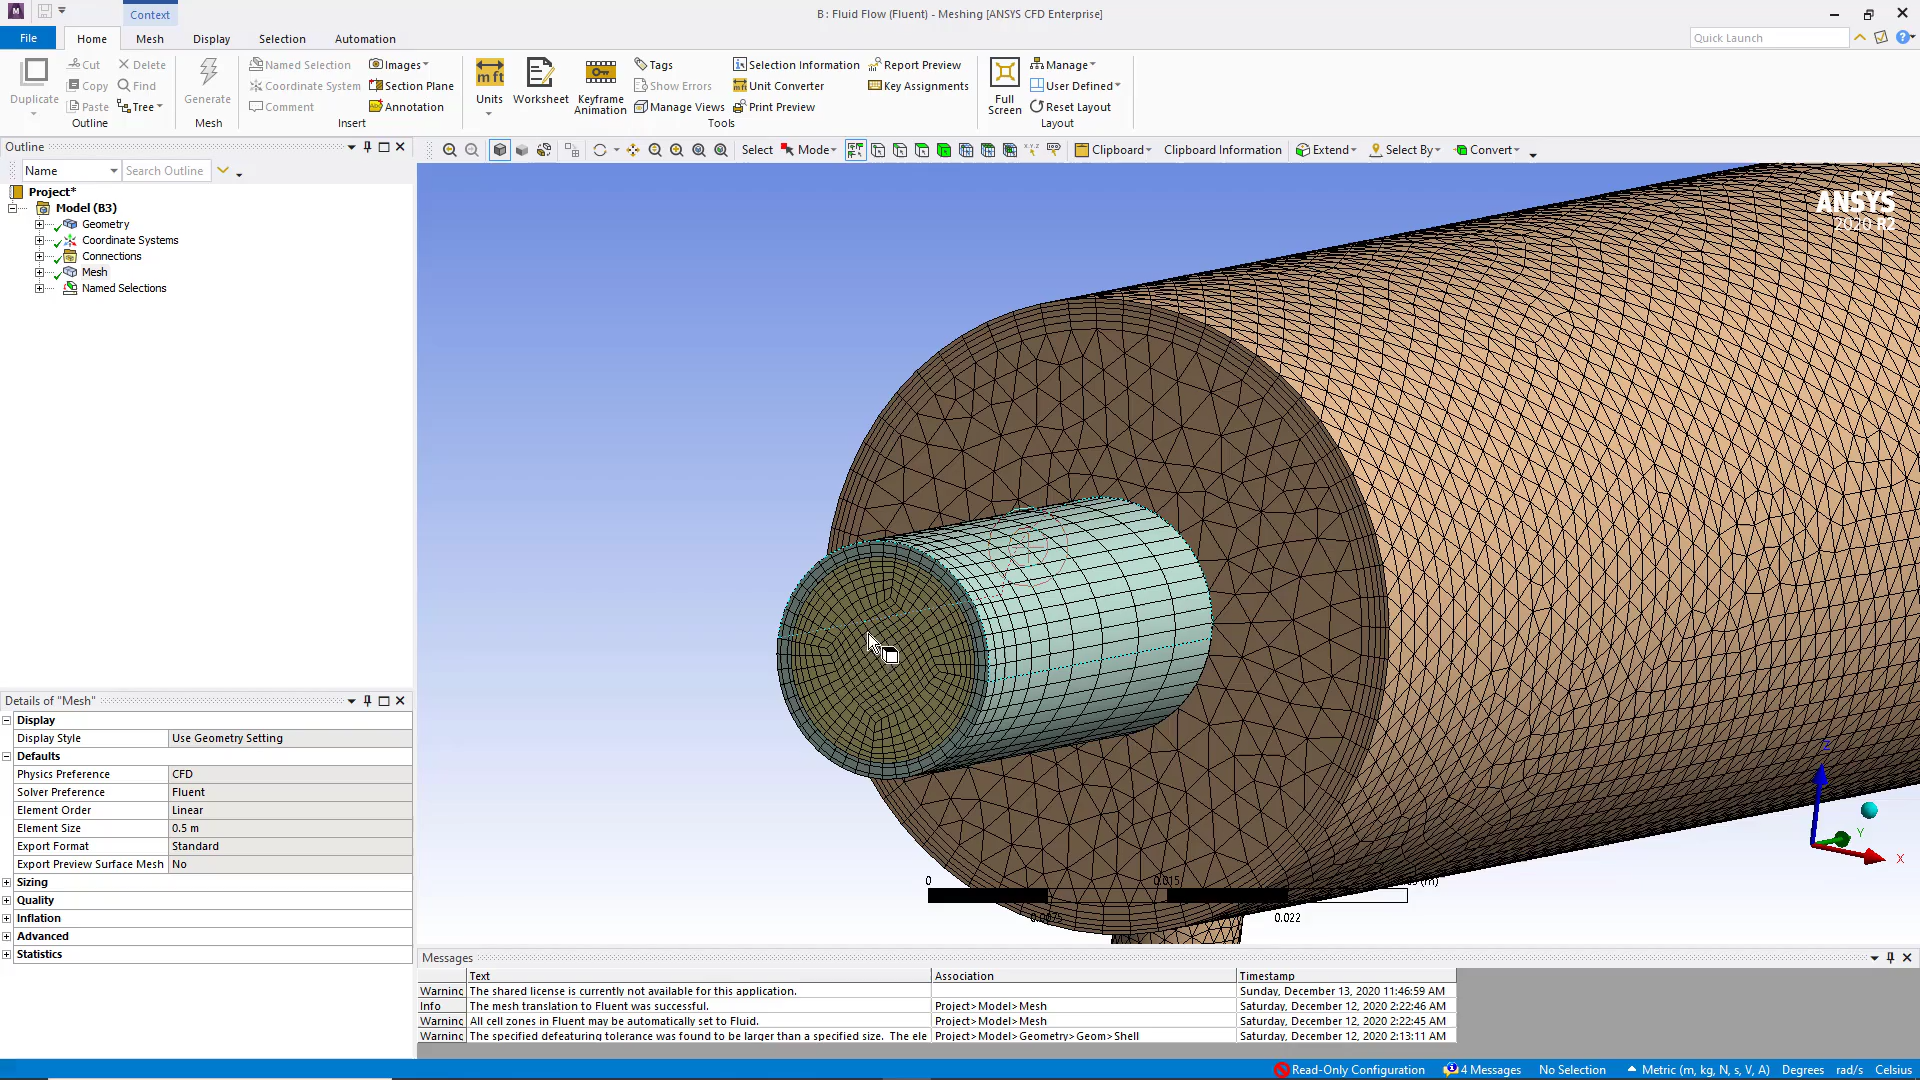 Context
B : Fluid Flow (Fluent) - Meshing [ANSYS CFD Enterprise]
File
Home
Mesh
Display
Selection
Automation
Quick Launch
Duplicate
Cut
Copy
Paste
Delete
Find
Tree
Outline
Generate
Mesh
Named Selection
Coordinate System
Comment
Images
Section Plane
Annotation
Insert
Units
Worksheet
Keyframe
Animation
Tags
Show Errors
Manage Views
Selection Information
Unit Converter
Print Preview
Report Preview
Key Assignments
Tools
Full
Screen
Manage
User Defined
Reset Layout
Layout
Outline
Name
Search Outline
Select
Mode
Clipboard
Clipboard Information
Extend
Select By
Convert
Project*
Model (B3)
Geometry
Coordinate Systems
Connections
Mesh
Named Selections
ANSYS
2020 R2
Z
Y
X
0
0.015
(m)
0.0075
0.022
Details of "Mesh"
Display
Display Style Use Geometry Setting
Defaults
Physics Preference CFD
Solver Preference Fluent
Element Order Linear
Element Size 0.5 m
Export Format Standard
Export Preview Surface Mesh No
Sizing
Quality
Inflation
Advanced
Statistics
Messages
Text Association Timestamp
Warninc The shared license is currently not available for this application. Sunday, December 13, 2020 11:46:59 AM
Info The mesh translation to Fluent was successful. Project>Model>Mesh Saturday, December 12, 2020 2:22:46 AM
Warninc All cell zones in Fluent may be automatically set to Fluid. Project>Model>Mesh Saturday, December 12, 2020 2:22:45 AM
Warninc The specified defeaturing tolerance was found to be larger than a specified size. The ele Project>Model>Geometry>Geom>Shell Saturday, December 12, 2020 2:13:11 AM
Read-Only Configuration
4 Messages
No Selection
Metric (m, kg, N, s, V, A)
Degrees
rad/s
Celsius